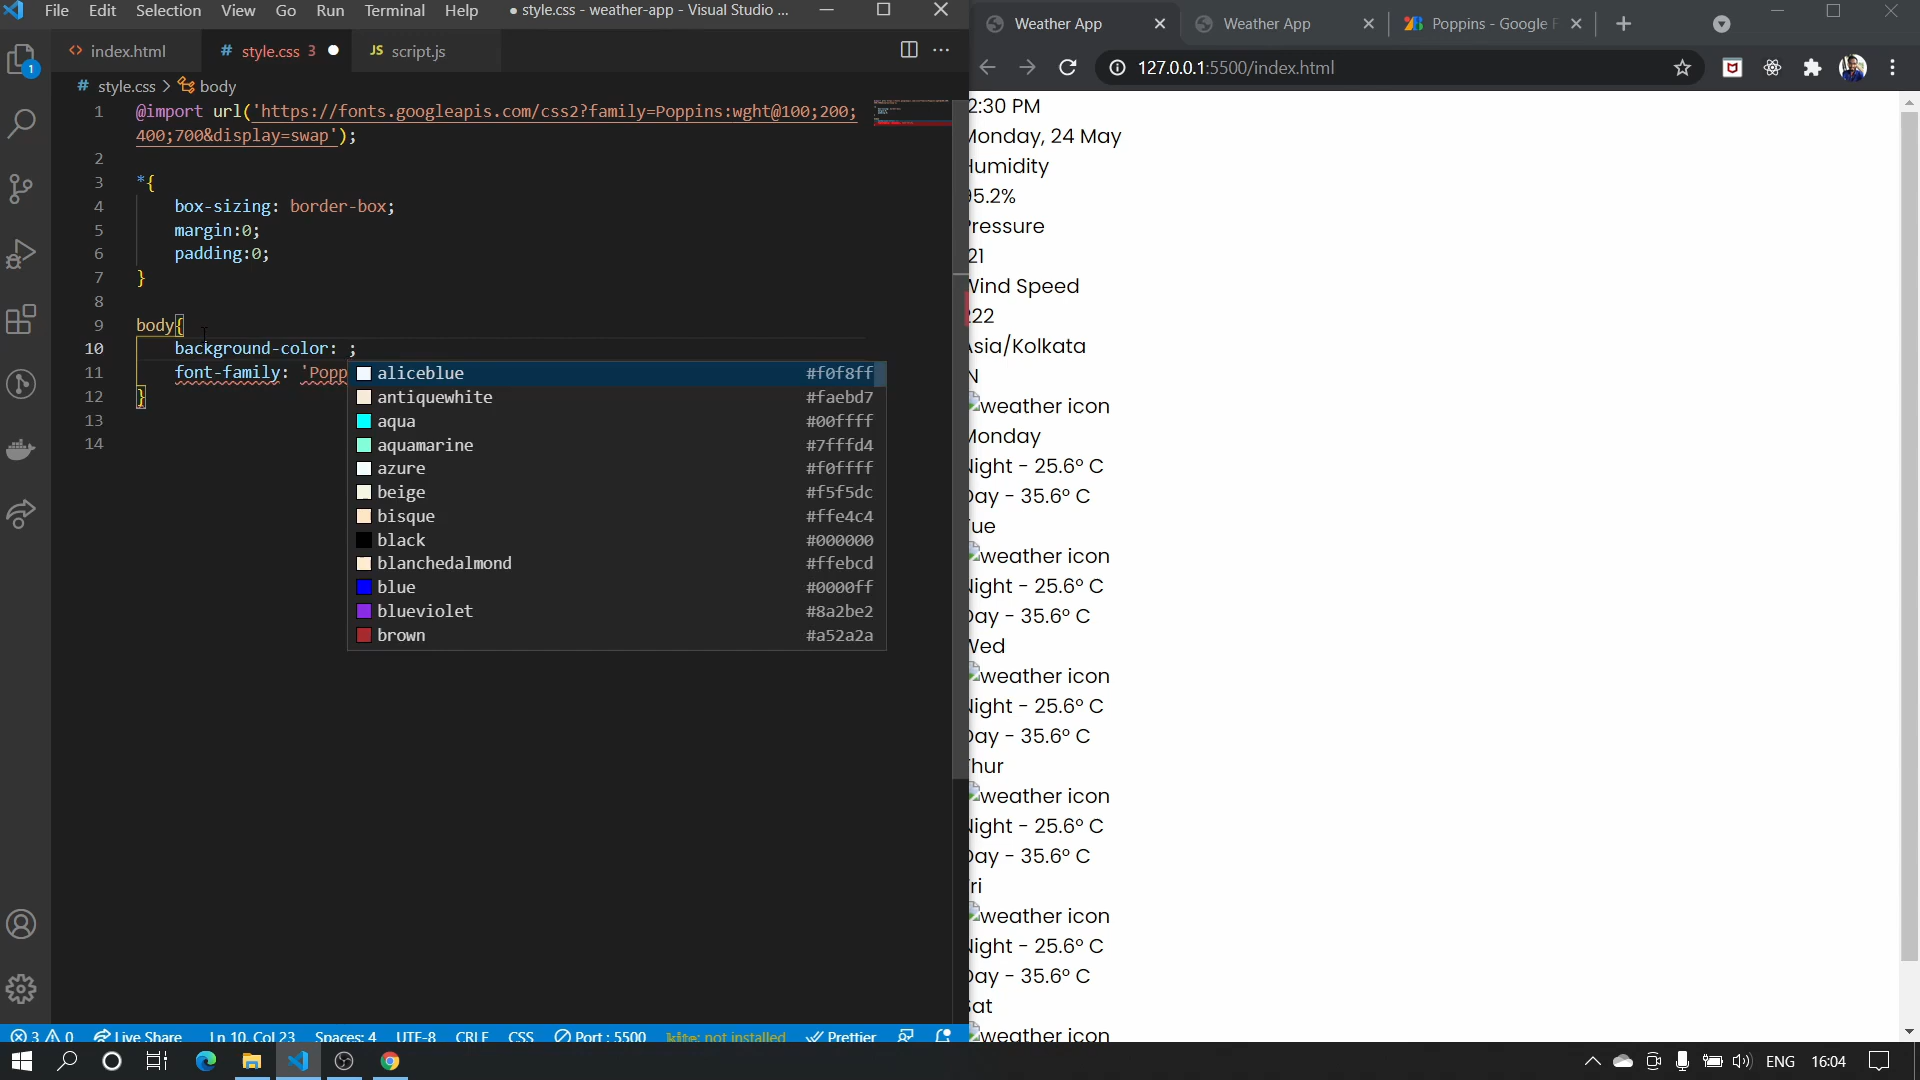 File Edit Selection View Go Run Terminal Help ● style.css - weather-app - Visual Studio ...
index.html # style.css 3 ● JS script.js
# style.css > body
1 @import url('https://fonts.googleapis.com/css2?family=Poppins:wght@100;200;
400;700&display=swap');
2
3 *{
4 box-sizing: border-box;
5 margin:0;
6 padding:0;
7 }
8
9 body{
10 background-color: ;
11 font-family: 'Popp
12 }
13
14
aliceblue #f0f8ff
antiquewhite #faebd7
aqua #00ffff
aquamarine #7fffd4
azure #f0ffff
beige #f5f5dc
bisque #ffe4c4
black #000000
blanchedalmond #ffebcd
blue #0000ff
blueviolet #8a2be2
brown #a52a2a
1
3 0 Live Share Ln 10, Col 23 Spaces: 4 UTF-8 CRLF CSS Port : 5500 kite: not installed Prettier
Weather App Weather App Poppins - Google F
127.0.0.1:5500/index.html
2:30 PM
Monday, 24 May
Humidity
95.2%
Pressure
21
Wind Speed
222
Asia/Kolkata
N
weather icon
Monday
Night - 25.6° C
Day - 35.6° C
Tue
weather icon
Night - 25.6° C
Day - 35.6° C
Wed
weather icon
Night - 25.6° C
Day - 35.6° C
Thur
weather icon
Night - 25.6° C
Day - 35.6° C
Fri
weather icon
Night - 25.6° C
Day - 35.6° C
Sat
weather icon
ENG 16:04